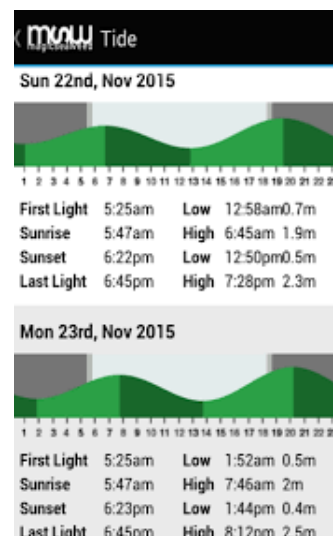 msw Tide
magicseaweed
Sun 22nd, Nov 2015
1 2 3 4 5 6 7 8 9 10 11 12 13 14 15 16 17 18 19 20 21 22
First Light 5:25am Low 12:58am0.7m
Sunrise 5:47am High 6:45am 1.9m
Sunset 6:22pm Low 12:50pm0.5m
Last Light 6:45pm High 7:28pm 2.3m
Mon 23rd, Nov 2015
1 2 3 4 5 6 7 8 9 10 11 12 13 14 15 16 17 18 19 20 21 22
First Light 5:25am Low 1:52am 0.5m
Sunrise 5:47am High 7:46am 2m
Sunset 6:23pm Low 1:44pm 0.4m
Last Light 6:45pm High 8:12pm 2.5m